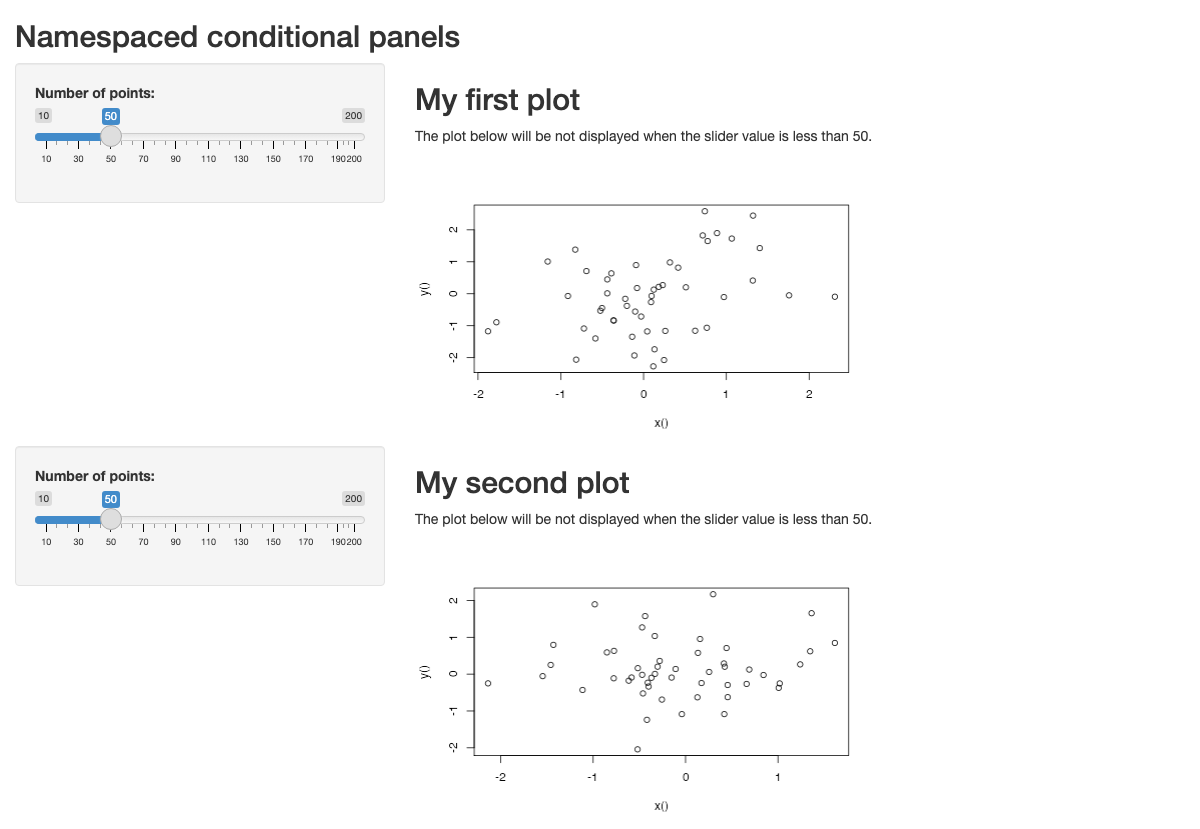 Namespaced conditional panels
Number of points:
10 50 200
10 30 50 70 90 110 130 150 170 190 200
My first plot
The plot below will be not displayed when the slider value is less than 50.
2
1
0
-1
-2
y()
-2 -1 0 1 2
x()
Number of points:
10 50 200
10 30 50 70 90 110 130 150 170 190 200
My second plot
The plot below will be not displayed when the slider value is less than 50.
2
1
0
-1
-2
y()
-2 -1 0 1
x()